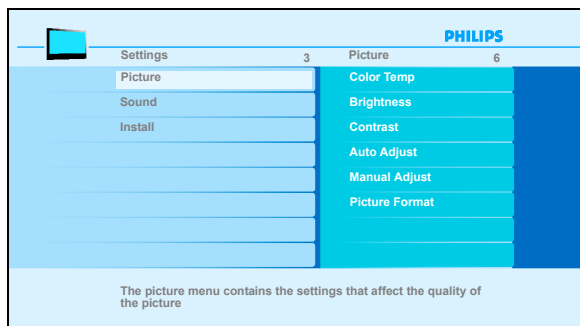 PHILIPS
Settings 3 Picture 6
Picture Color Temp
Sound Brightness
Install Contrast
Auto Adjust
Manual Adjust
Picture Format
The picture menu contains the settings that affect the quality of
the picture